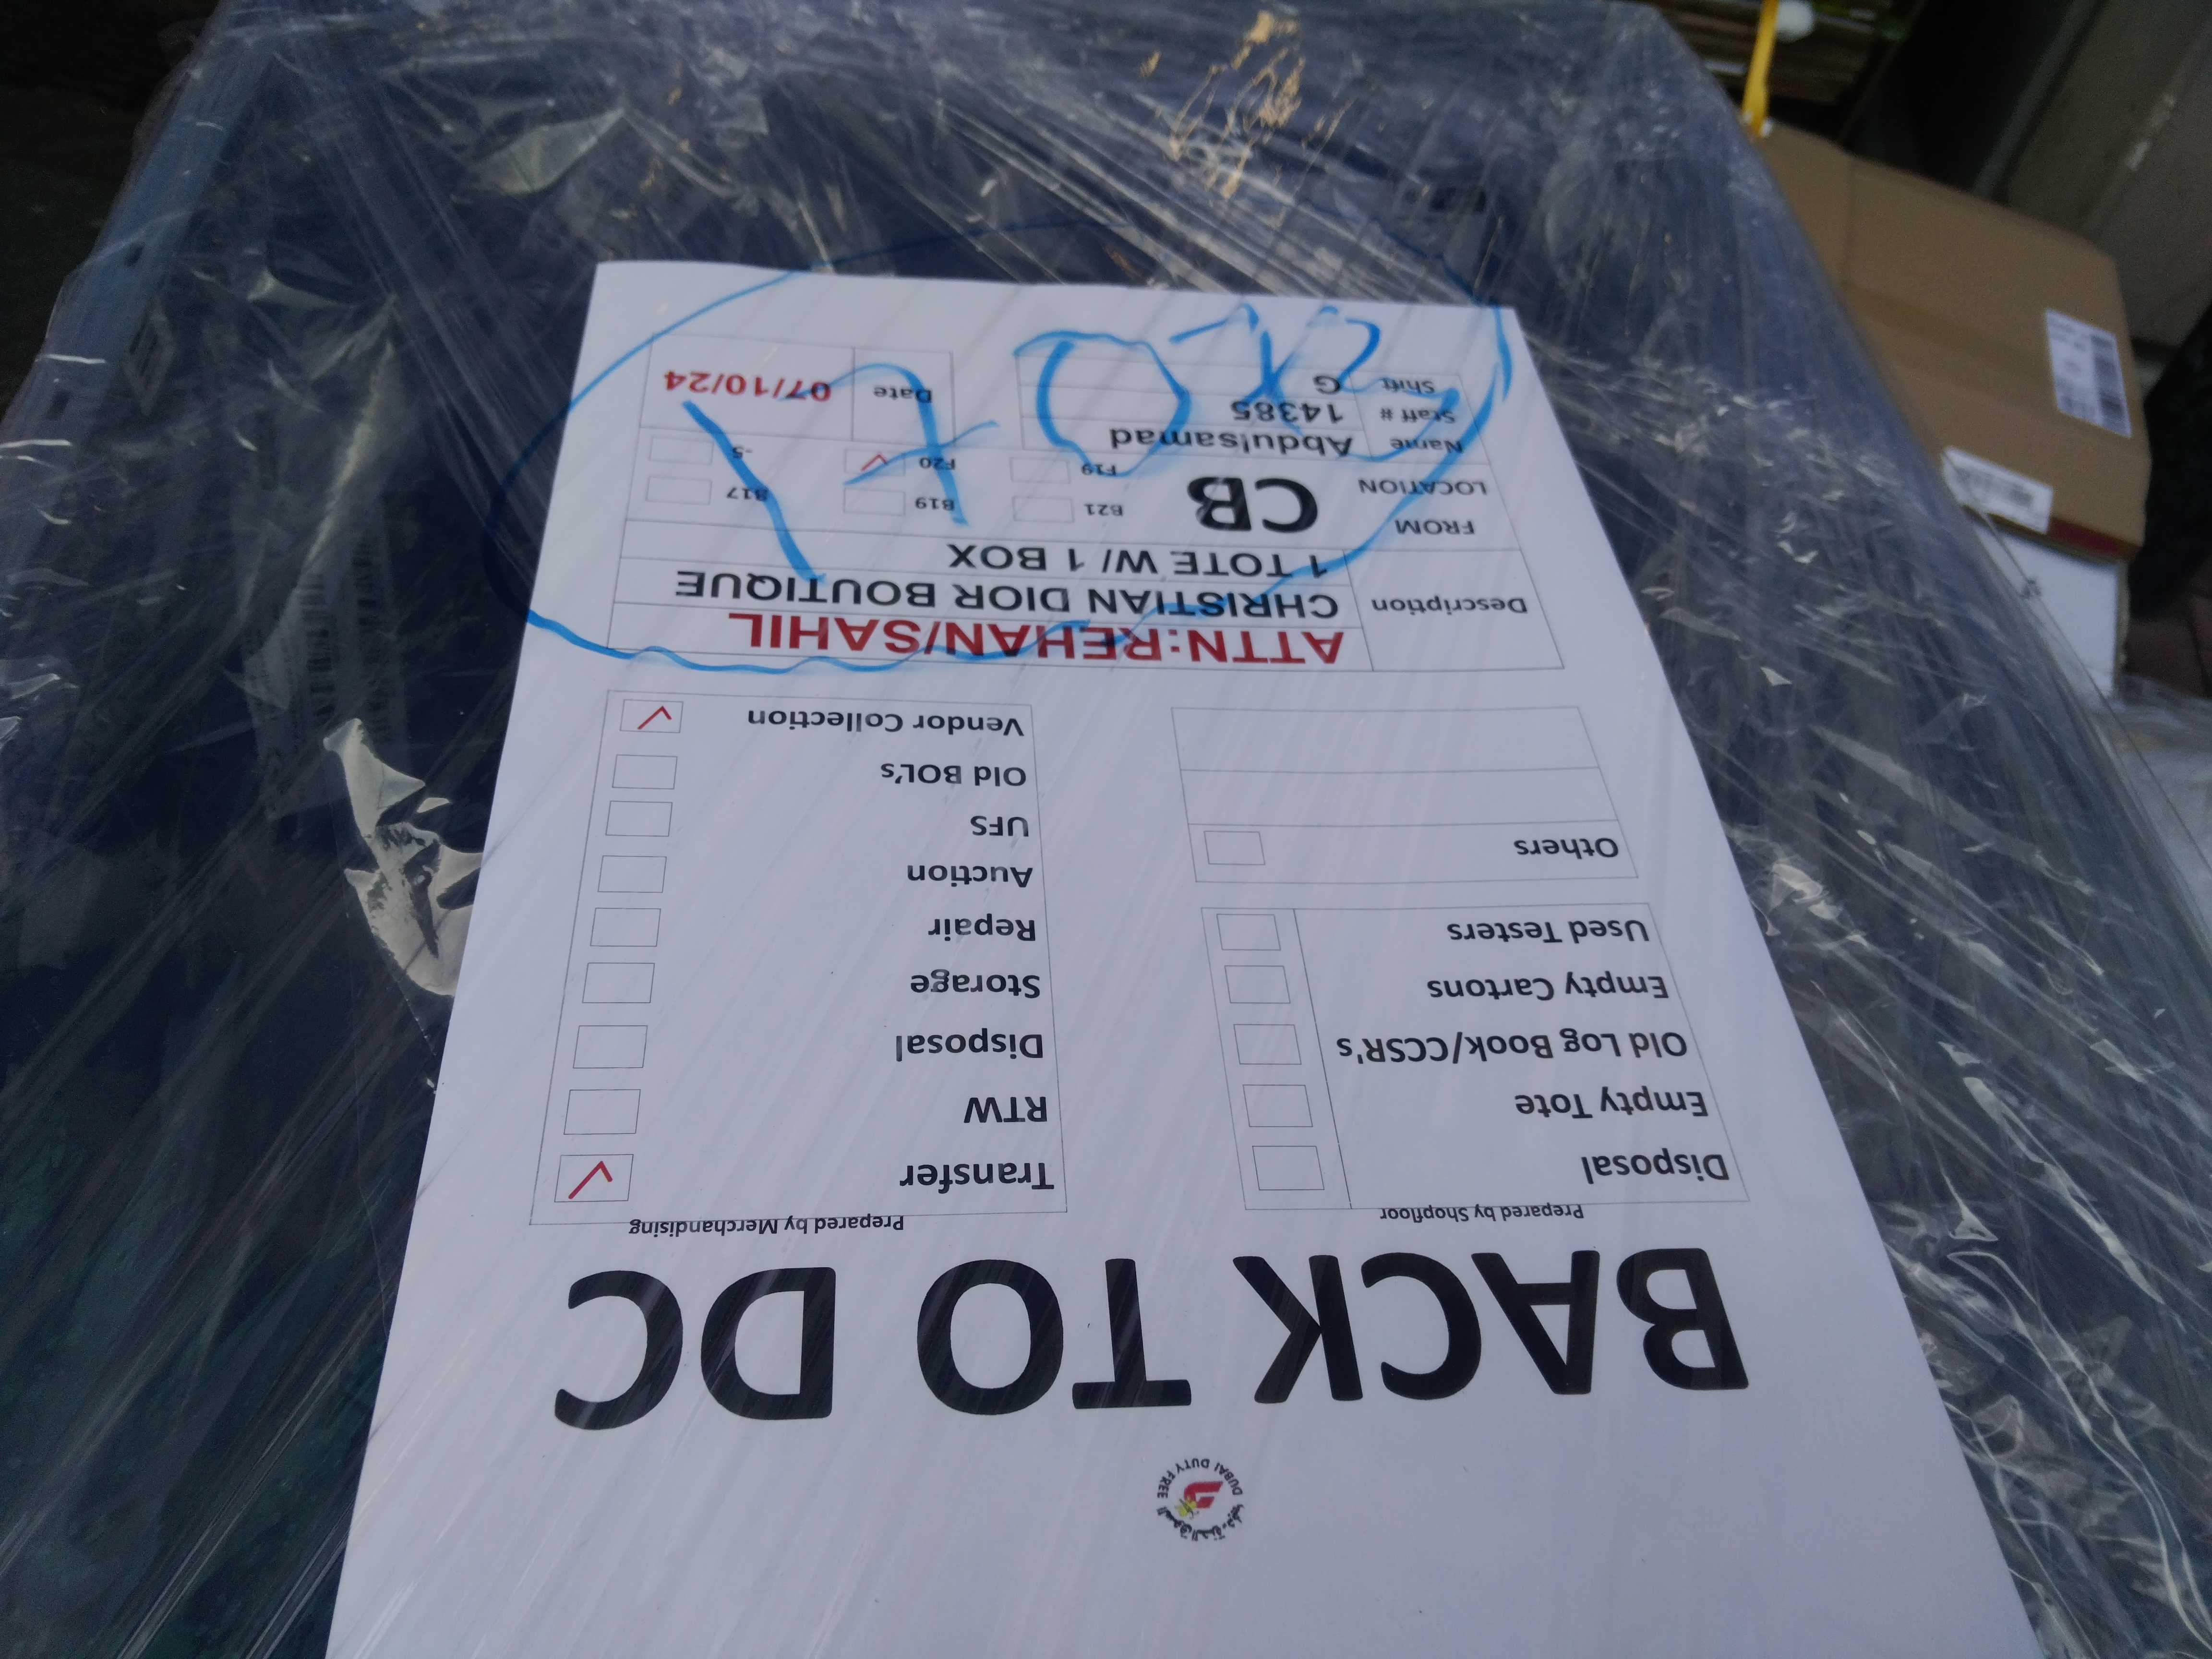 DUBAI DUTY FREE
BACK TO DC
Prepared by Shopfloor
Disposal
Empty Tote
Old Log Book/CCSR's
Empty Cartons
Used Testers
Others
Prepared by Merchandising
Transfer ✓
RTW
Disposal
Storage
Repair
Auction
UFS
Old BOL's
Vendor Collection ✓
Description
ATTN:REHAN/SAHIL
CHRISTIAN DIOR BOUTIQUE
1 TOTE W/ 1 BOX
FROM
LOCATION
CB
B21 B19 B17
F19 F20 ✓
Name Abdulsamad
Staff # 14385
Shift G
Date 07/10/24